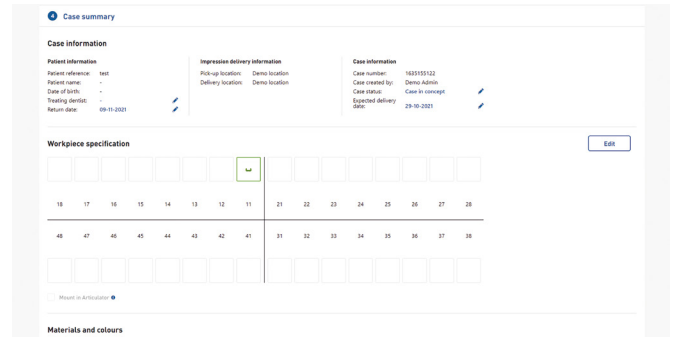 4 Case summary
Case information
Patient information
Patient reference: test
Patient name: -
Date of birth: -
Treating dentist: -
Return date: 09-11-2021
Impression delivery information
Pick-up location: Demo location
Delivery location: Demo location
Case information
Case number: 1635155122
Case created by: Demo Admin
Case status: Case in concept
Expected delivery
date: 29-10-2021
Workpiece specification
Edit
18 17 16 15 14 13 12 11 21 22 23 24 25 26 27 28
48 47 46 45 44 43 42 41 31 32 33 34 35 36 37 38
Mount in Articulator
Materials and colours